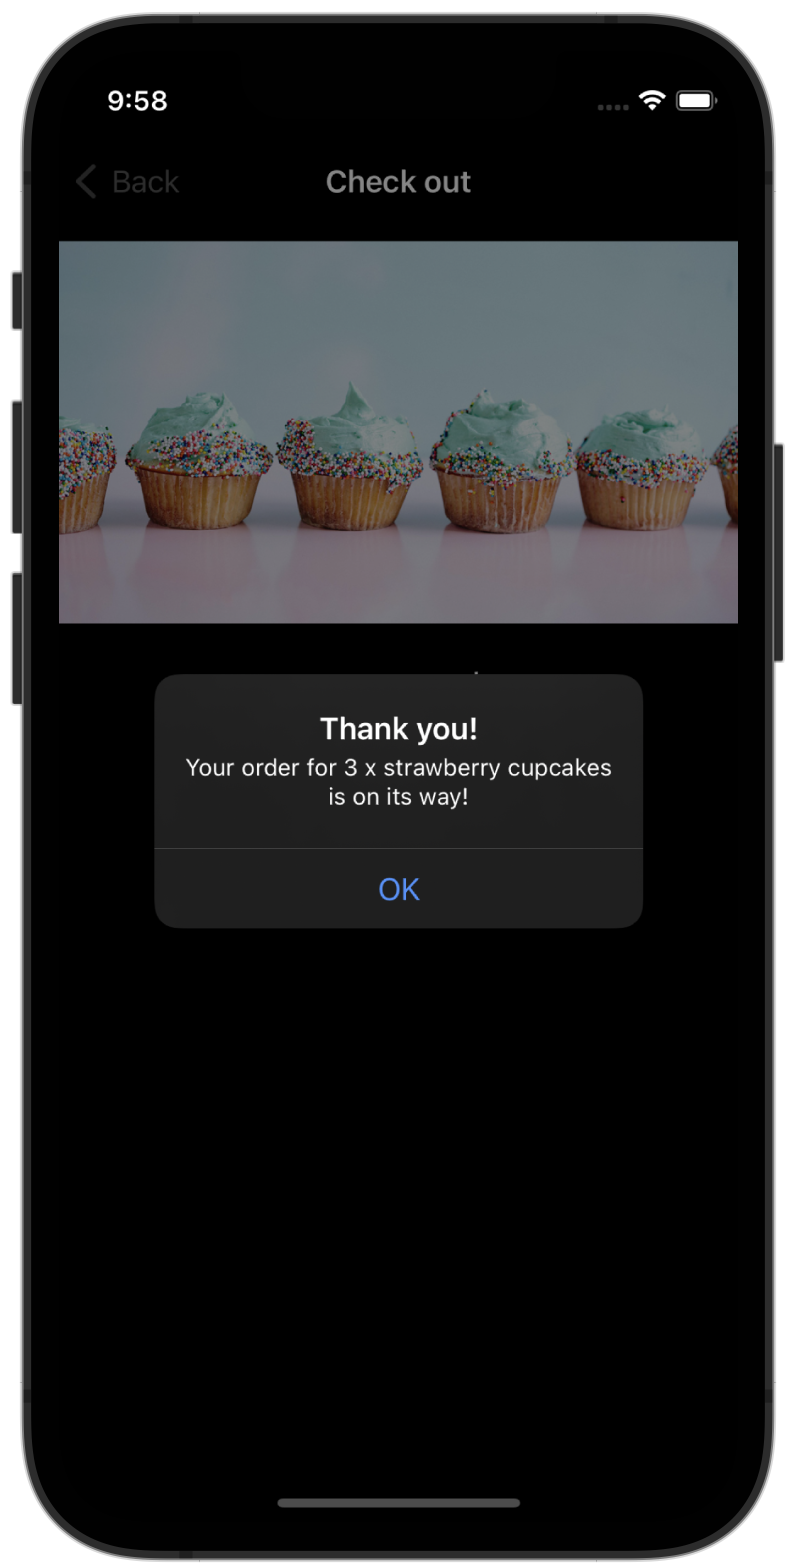 9:58
Back
Check out
Thank you!
Your order for 3 x strawberry cupcakes
is on its way!
OK